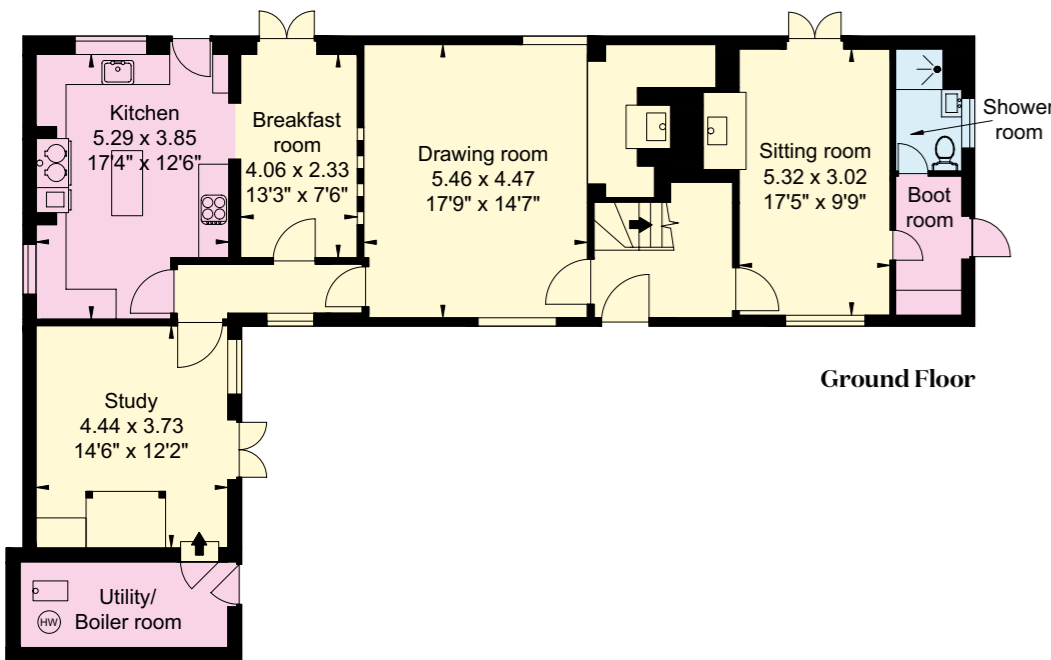 Kitchen
5.29 x 3.85
17'4" x 12'6"
Breakfast
room
4.06 x 2.33
13'3" x 7'6"
Drawing room
5.46 x 4.47
17'9" x 14'7"
Sitting room
5.32 x 3.02
17'5" x 9'9"
Shower
room
Boot
room
Ground Floor
Study
4.44 x 3.73
14'6" x 12'2"
Utility/
Boiler room
HW